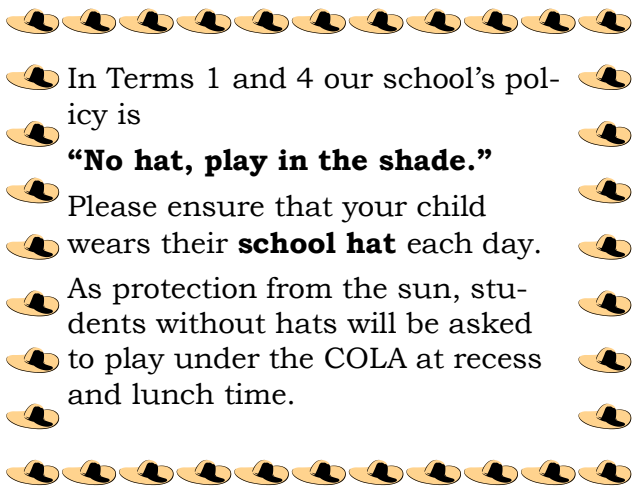 In Terms 1 and 4 our school’s pol-
icy is
“No hat, play in the shade.”
Please ensure that your child
wears their school hat each day.
As protection from the sun, stu-
dents without hats will be asked
to play under the COLA at recess
and lunch time.